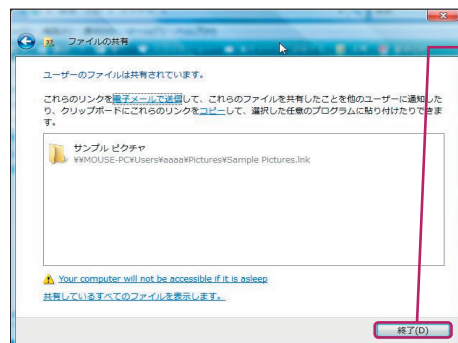 ファイルの共有
ユーザーのファイルは共有されています。
これらのリンクを電子メールで送信して、これらのファイルを共有したことを他のユーザーに通知した
り、クリップボードにこれらのリンクをコピーして、選択した任意のプログラムに貼り付けたりできま
す。
サンプル ピクチャ
¥¥MOUSE-PC¥Users¥aaaa¥Pictures¥Sample Pictures.lnk
Your computer will not be accessible if it is asleep
共有しているすべてのファイルを表示します。
終了(D)